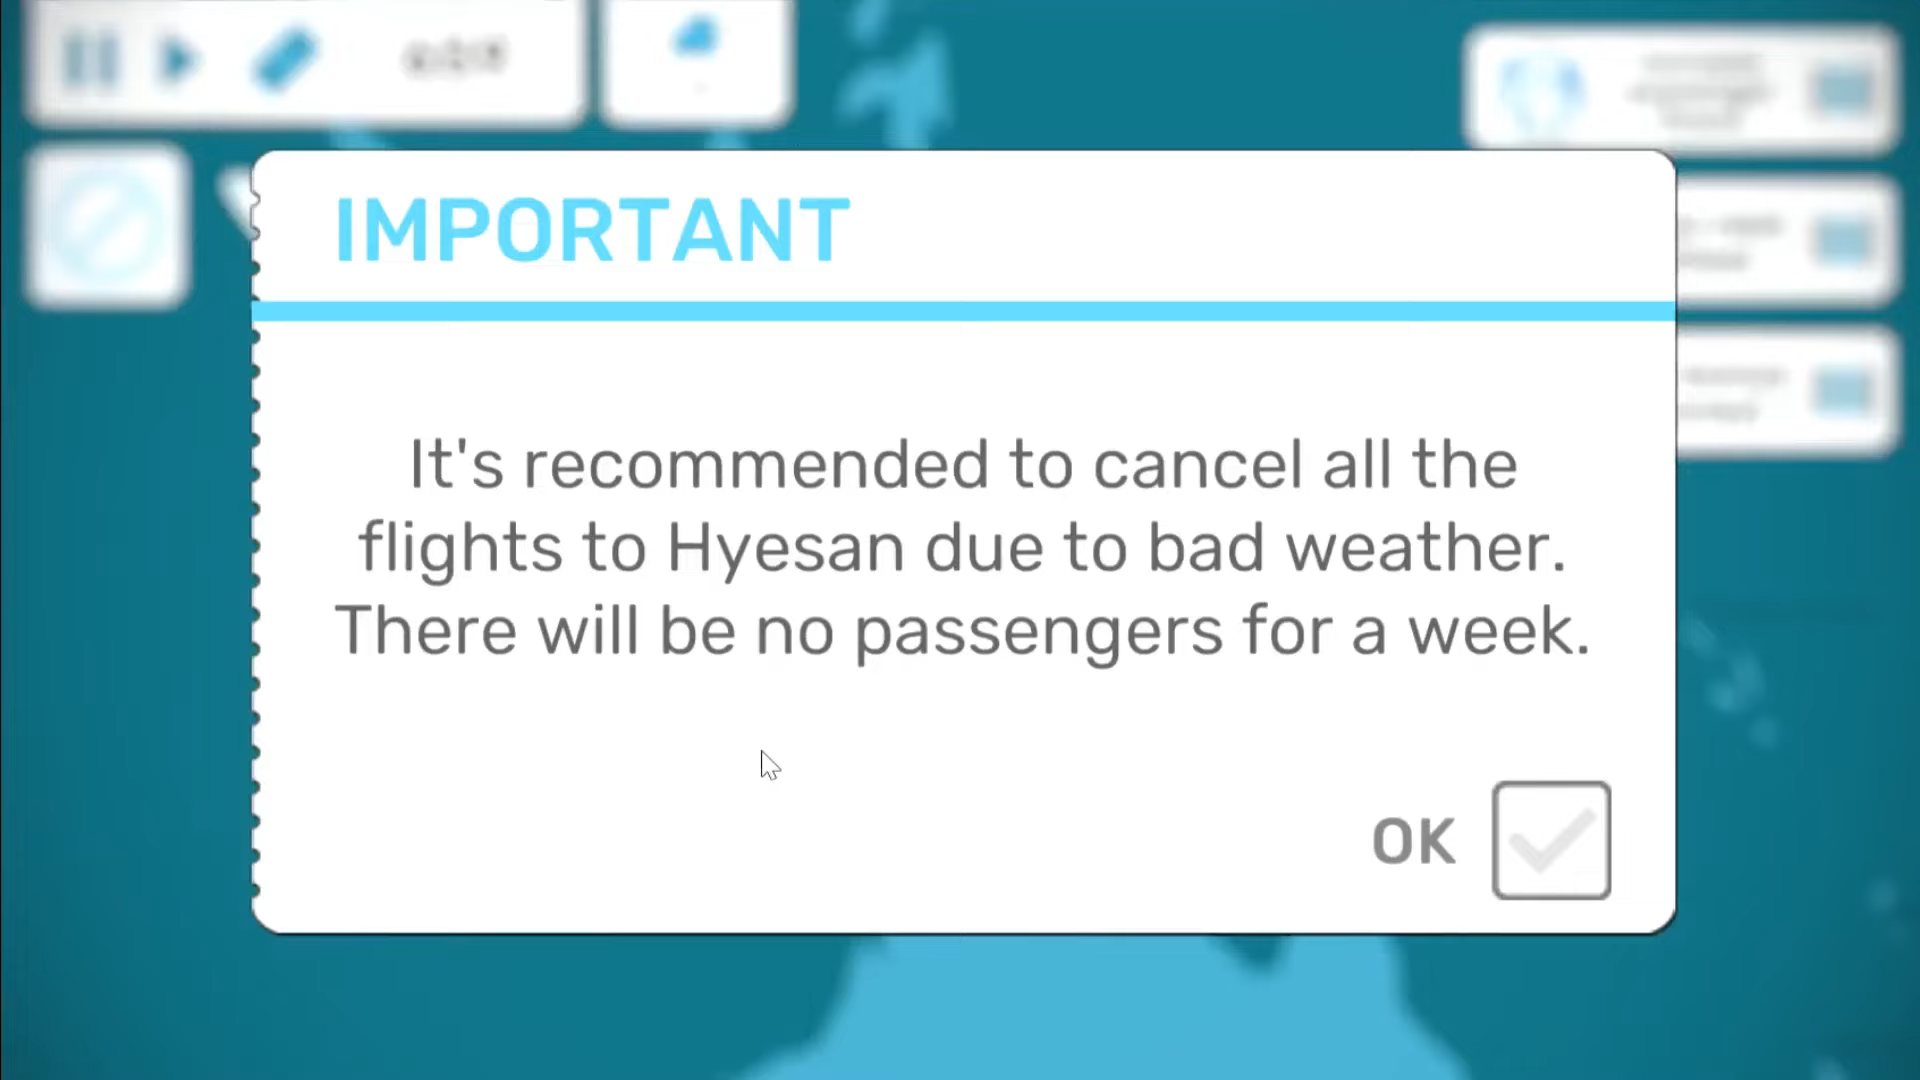 IMPORTANT
It's recommended to cancel all the
flights to Hyesan due to bad weather.
There will be no passengers for a week.
OK